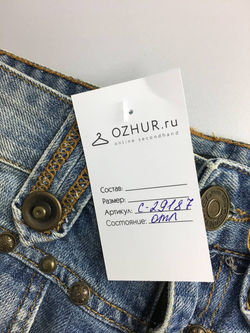 OZHUR.ru
online secondhand
Состав:
Размер:
Артикул: С-29187
Состояние: отл